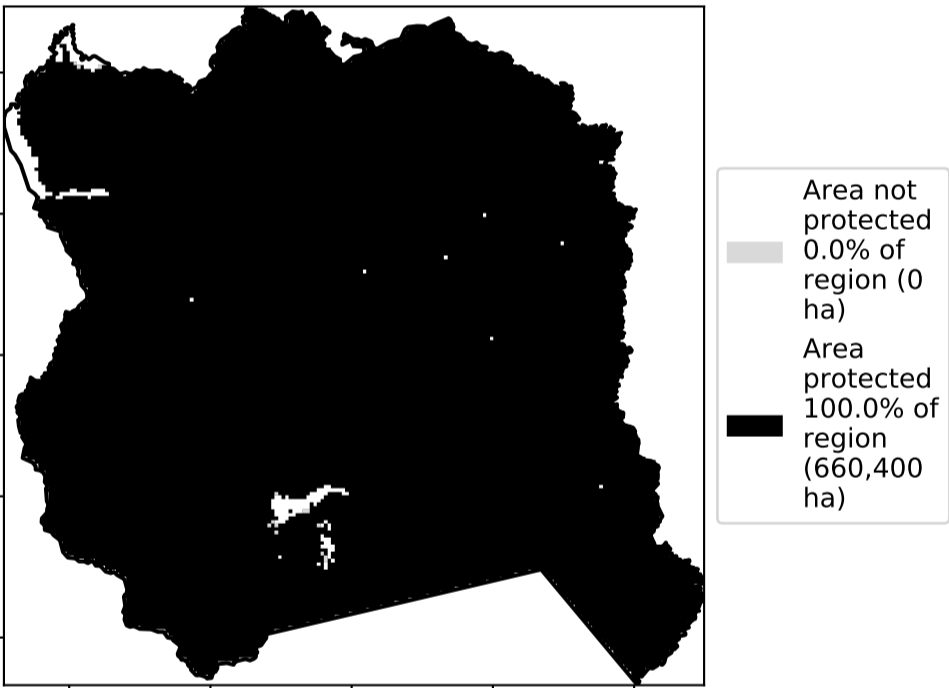 Area not
protected
0.0% of
region (0
ha)
Area
protected
100.0% of
region
(660,400
ha)